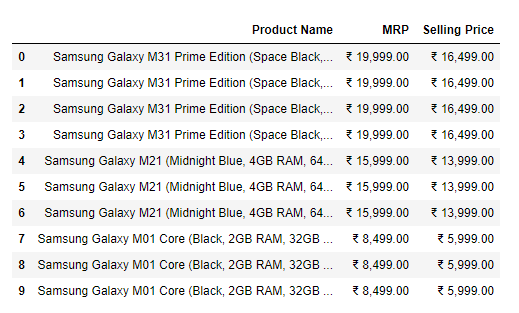 Product Name MRP Selling Price
0 Samsung Galaxy M31 Prime Edition (Space Black,... ₹ 19,999.00 ₹ 16,499.00
1 Samsung Galaxy M31 Prime Edition (Space Black,... ₹ 19,999.00 ₹ 16,499.00
2 Samsung Galaxy M31 Prime Edition (Space Black,... ₹ 19,999.00 ₹ 16,499.00
3 Samsung Galaxy M31 Prime Edition (Space Black,... ₹ 19,999.00 ₹ 16,499.00
4 Samsung Galaxy M21 (Midnight Blue, 4GB RAM, 64... ₹ 15,999.00 ₹ 13,999.00
5 Samsung Galaxy M21 (Midnight Blue, 4GB RAM, 64... ₹ 15,999.00 ₹ 13,999.00
6 Samsung Galaxy M21 (Midnight Blue, 4GB RAM, 64... ₹ 15,999.00 ₹ 13,999.00
7 Samsung Galaxy M01 Core (Black, 2GB RAM, 32GB ... ₹ 8,499.00 ₹ 5,999.00
8 Samsung Galaxy M01 Core (Black, 2GB RAM, 32GB ... ₹ 8,499.00 ₹ 5,999.00
9 Samsung Galaxy M01 Core (Black, 2GB RAM, 32GB ... ₹ 8,499.00 ₹ 5,999.00